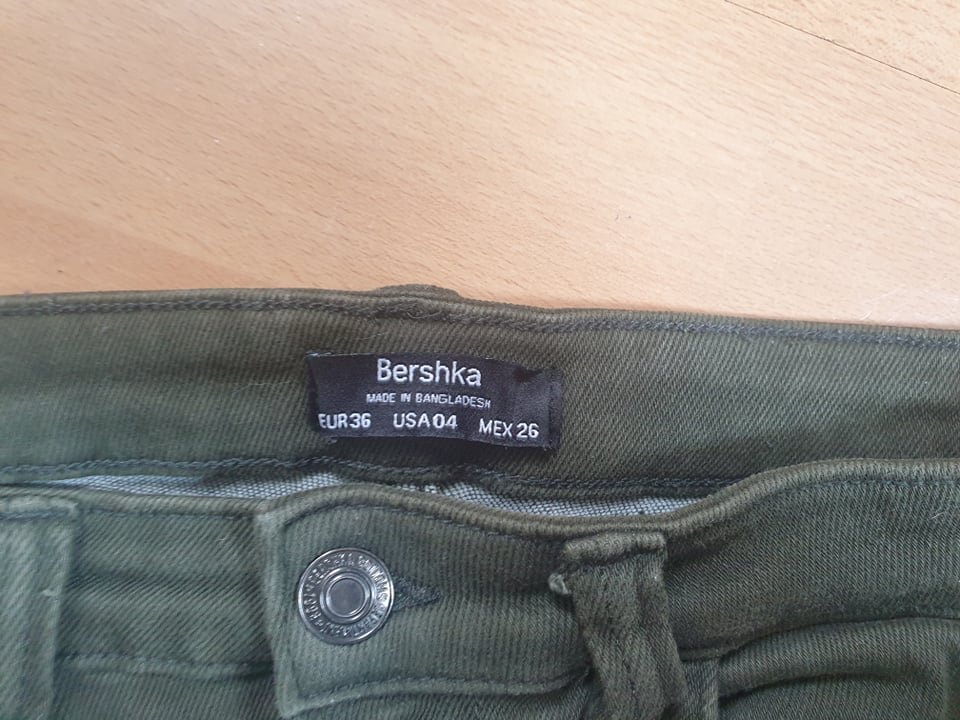 Bershka
MADE IN BANGLADESH
EUR36 USA04 MEX 26